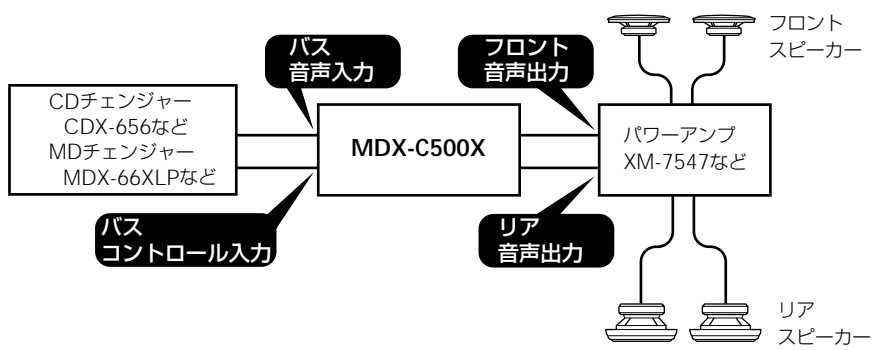 バス
音声入力
フロント
音声出力
フロント
スピーカー
CDチェンジャー
CDX-656など
MDチェンジャー
MDX-66XLPなど
MDX-C500X
パワーアンプ
XM-7547など
バス
コントロール入力
リア
音声出力
リア
スピーカー